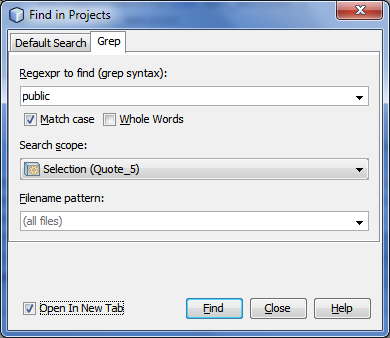 Find in Projects
Default Search Grep
Regexpr to find (grep syntax):
public
Match case Whole Words
Search scope:
Selection (Quote_5)
Filename pattern:
(all files)
Open In New Tab Find Close Help